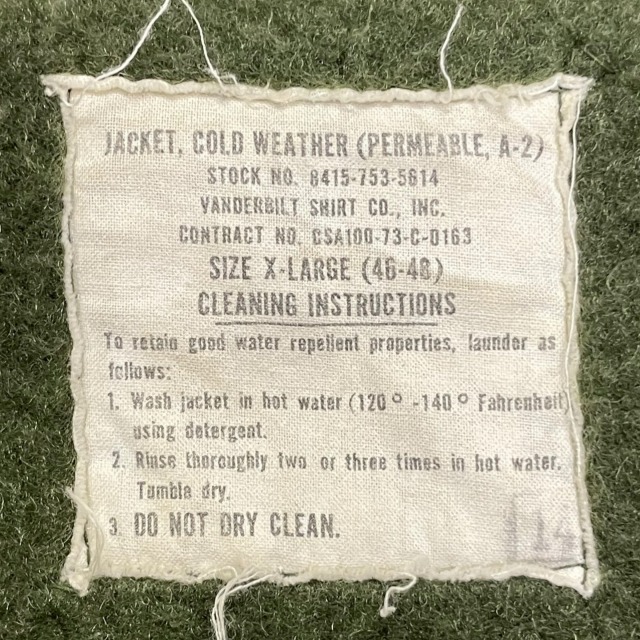 JACKET, COLD WEATHER (PERMEABLE, A-2)
STOCK NO. 8415-753-5614
VANDERBILT SHIRT CO., INC.
CONTRACT NO. DSA100-73-C-0163
SIZE X-LARGE (46-48)
CLEANING INSTRUCTIONS
To retain good water repellent properties, launder as
follows:
1. Wash jacket in hot water (120° -140° Fahrenheit)
using detergent.
2. Rinse thoroughly two or three times in hot water.
Tumble dry.
3. DO NOT DRY CLEAN.